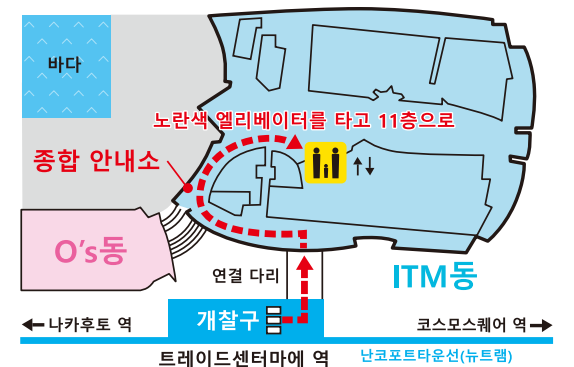 바다
노란색 엘리베이터를 타고 11층으로
종합 안내소
O's동
연결 다리
ITM동
나카후토 역
개찰구
코스모스퀘어 역
트레이드센터마에 역
난코포트타운선(뉴트램)